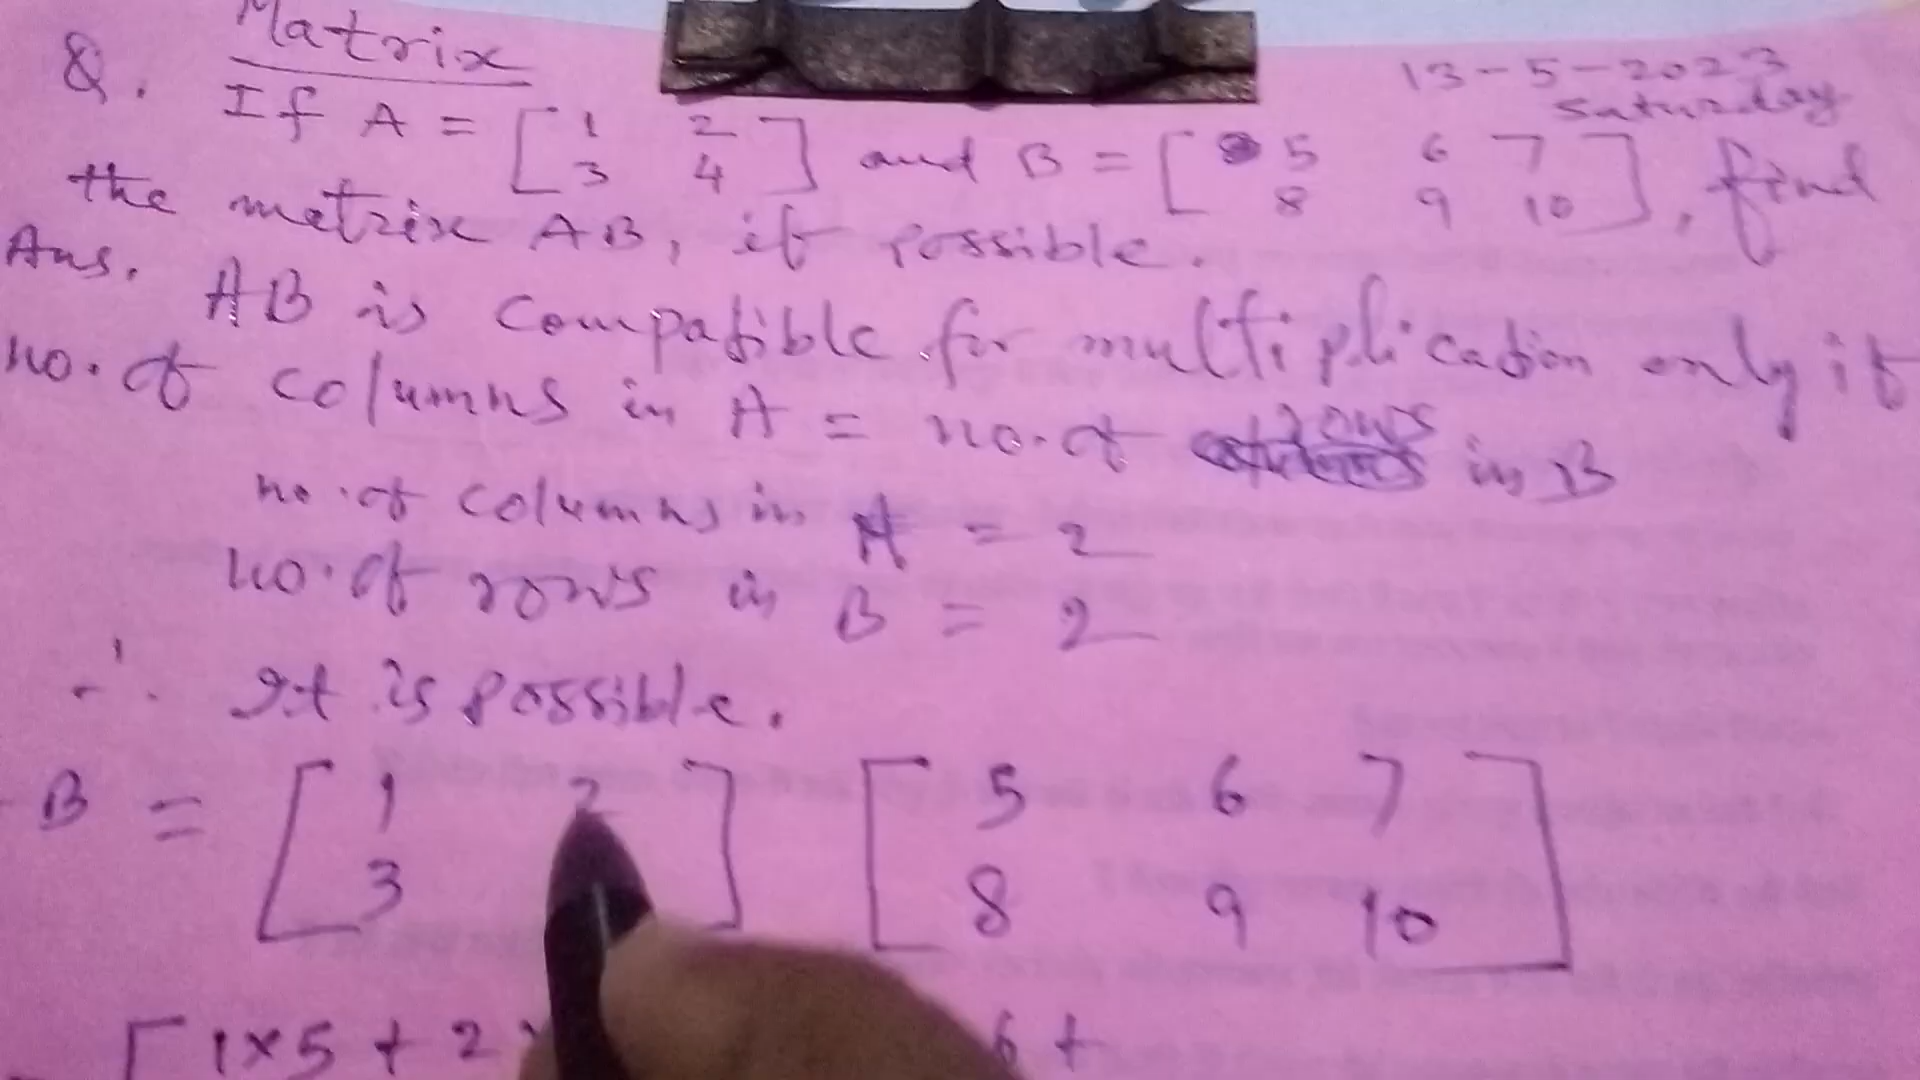 Matrix
13-5-2023
Saturday
Q. If A = [ 1 2 and B = [ 5 6 7 ], find
3 4 ] 8 9 10
the matrix AB, if possible.
Ans. AB is compatible for multiplication only if
no. of columns in A = no. of rows in B
no. of columns in A = 2
no. of rows in B = 2
∴ It is possible.
B = [ 1 2 ] [ 5 6 7 ]
3 8 9 10
[ 1×5 + 2 6 +